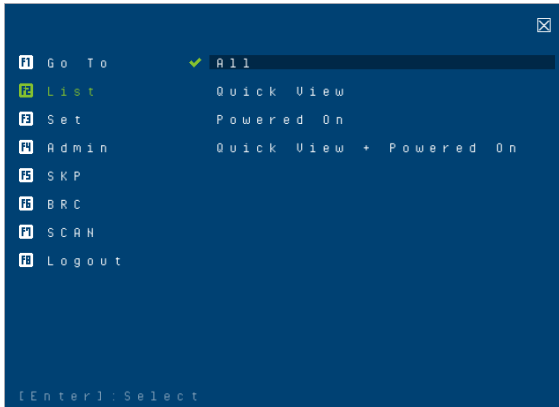 F1 Go To
All
F2 List
Quick View
F3 Set
Powered On
F4 Admin
Quick View + Powered On
F5 SKP
F6 BRC
F7 SCAN
F8 Logout
[Enter]:Select